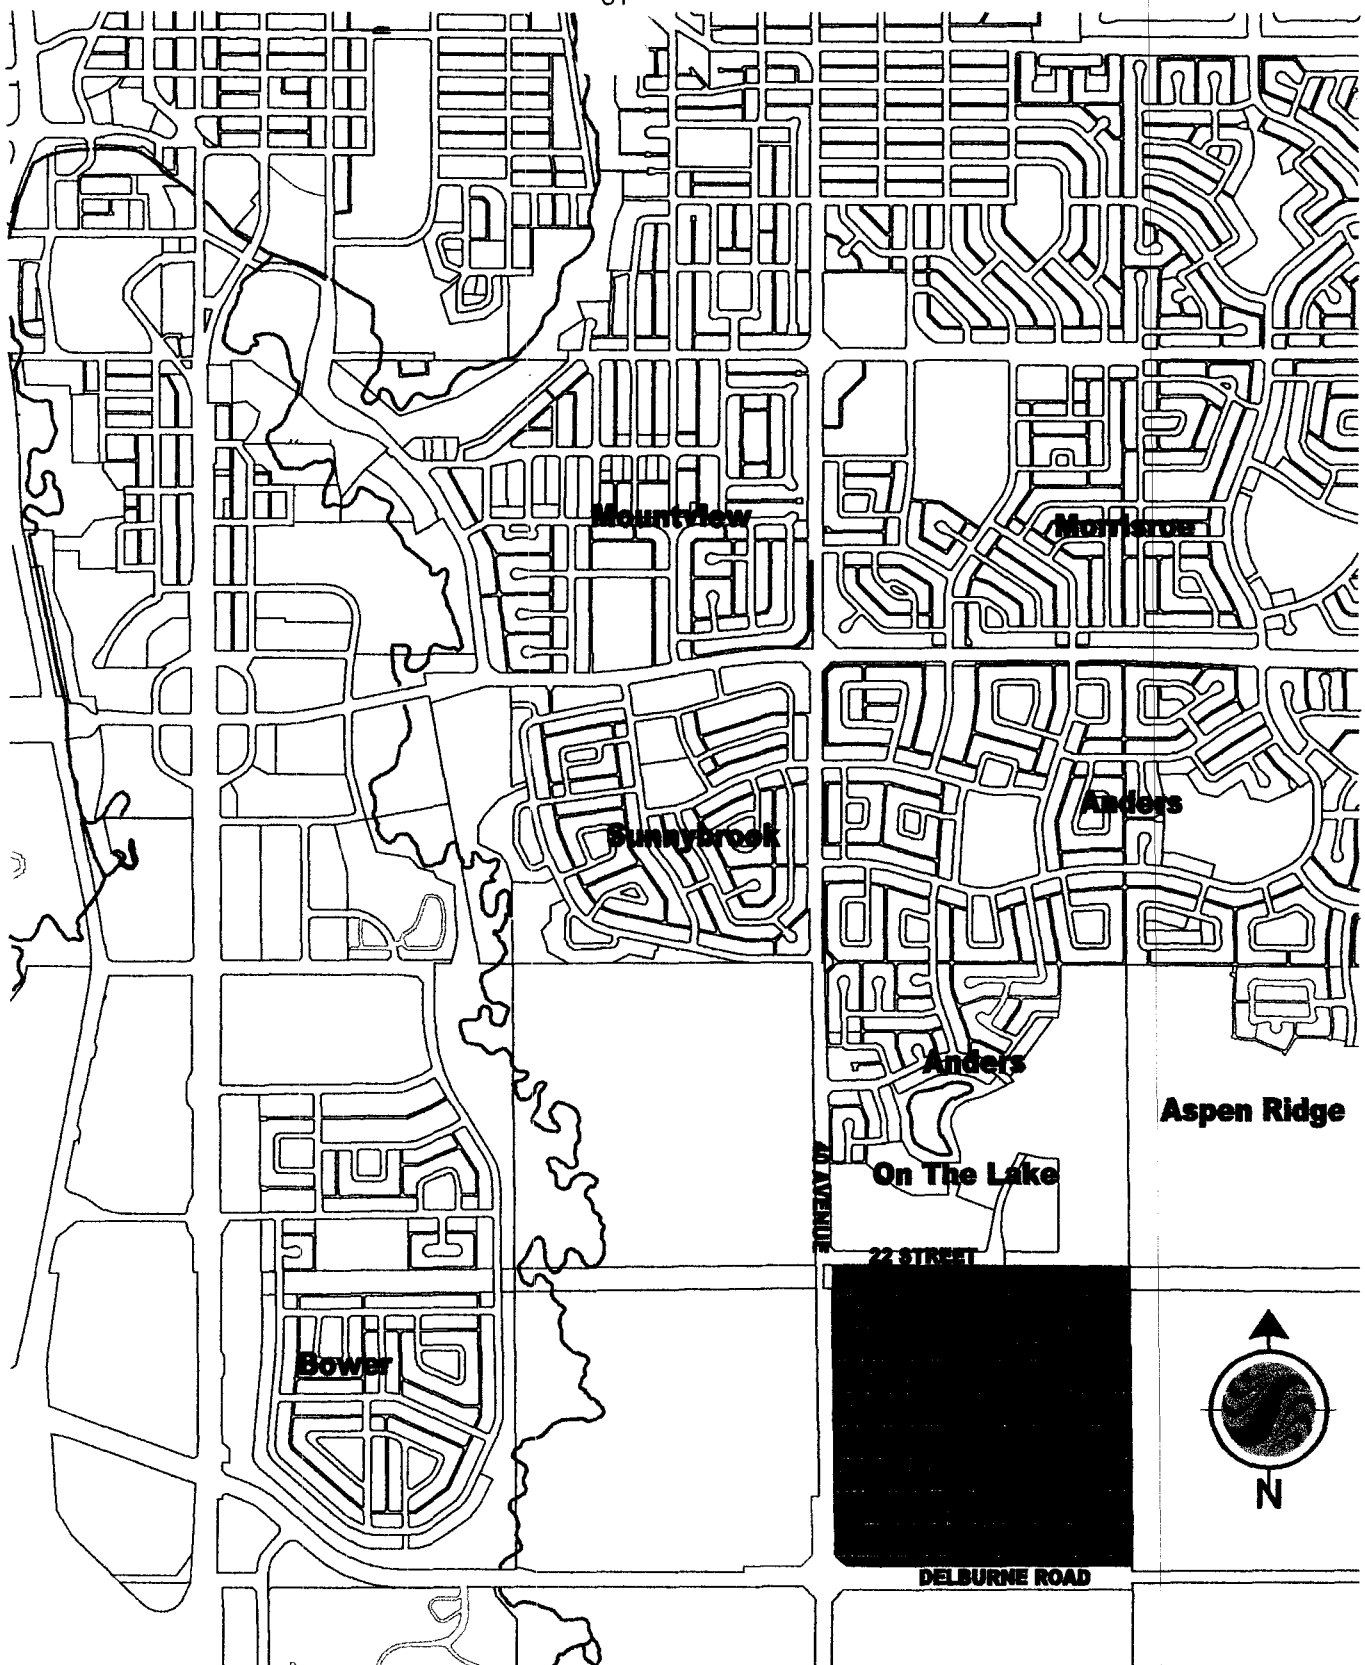 Mountview
Morrisroe
Anders
Sunnybrook
Anders
Aspen Ridge
On The Lake
40 AVENUE
22 STREET
Bower
N
DELBURNE ROAD